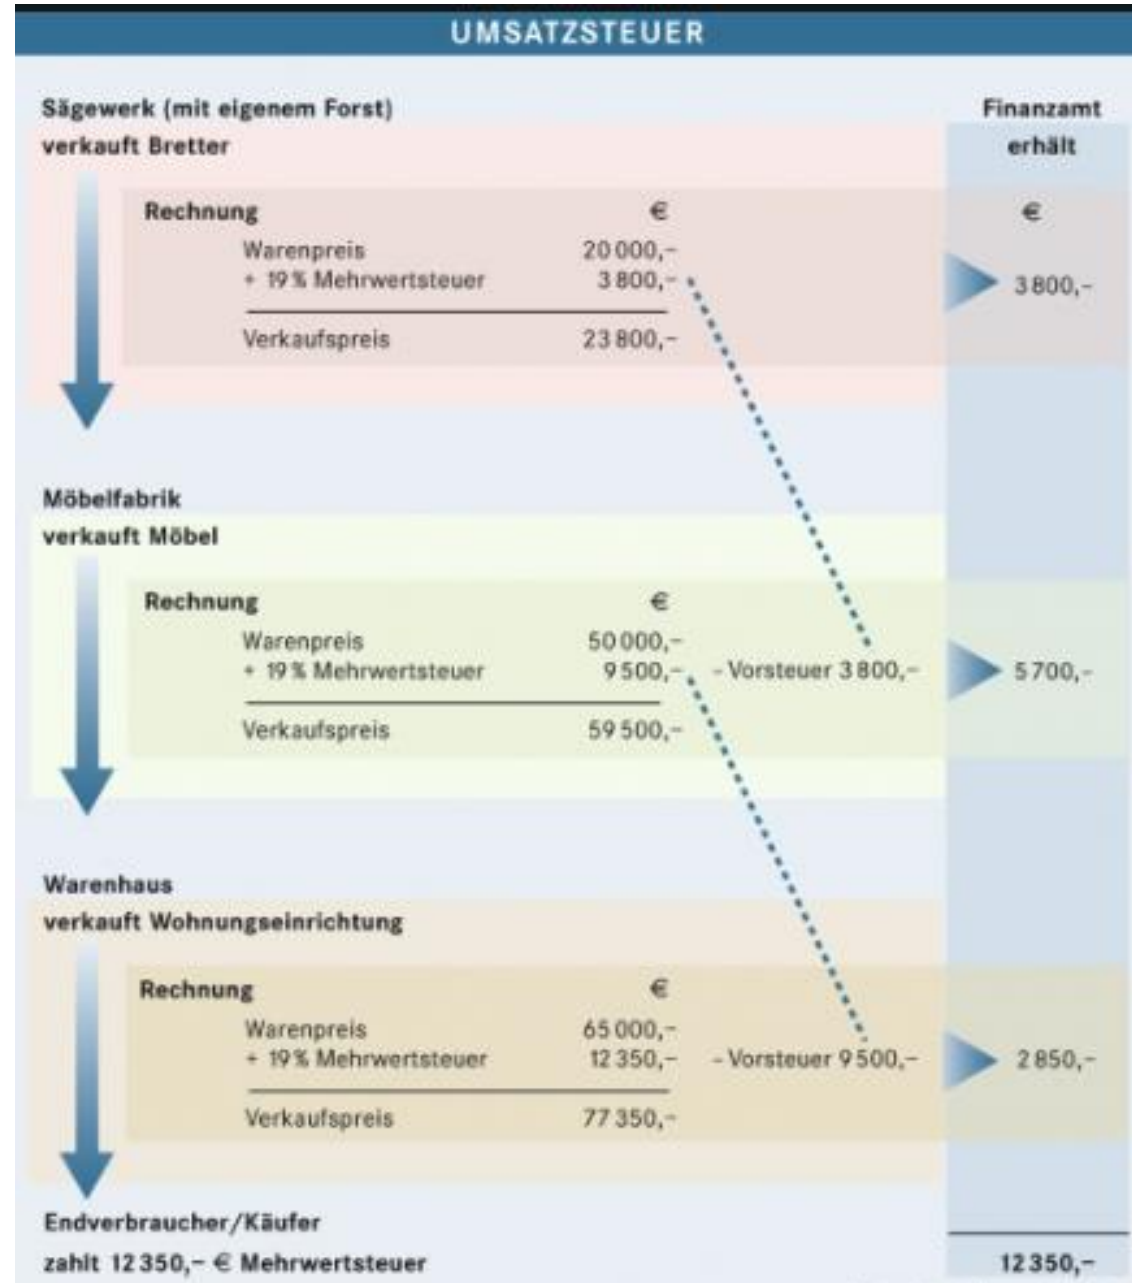 UMSATZSTEUER
Sägewerk (mit eigenem Forst) Finanzamt
verkauft Bretter erhält
Rechnung € €
Warenpreis 20 000,-
+ 19 % Mehrwertsteuer 3 800,- 3 800,-
Verkaufspreis 23 800,-
Möbelfabrik
verkauft Möbel
Rechnung €
Warenpreis 50 000,-
+ 19 % Mehrwertsteuer 9 500,- - Vorsteuer 3 800,- 5 700,-
Verkaufspreis 59 500,-
Warenhaus
verkauft Wohnungseinrichtung
Rechnung €
Warenpreis 65 000,-
+ 19 % Mehrwertsteuer 12 350,- - Vorsteuer 9 500,- 2 850,-
Verkaufspreis 77 350,-
Endverbraucher/Käufer
zahlt 12 350,- € Mehrwertsteuer 12 350,-